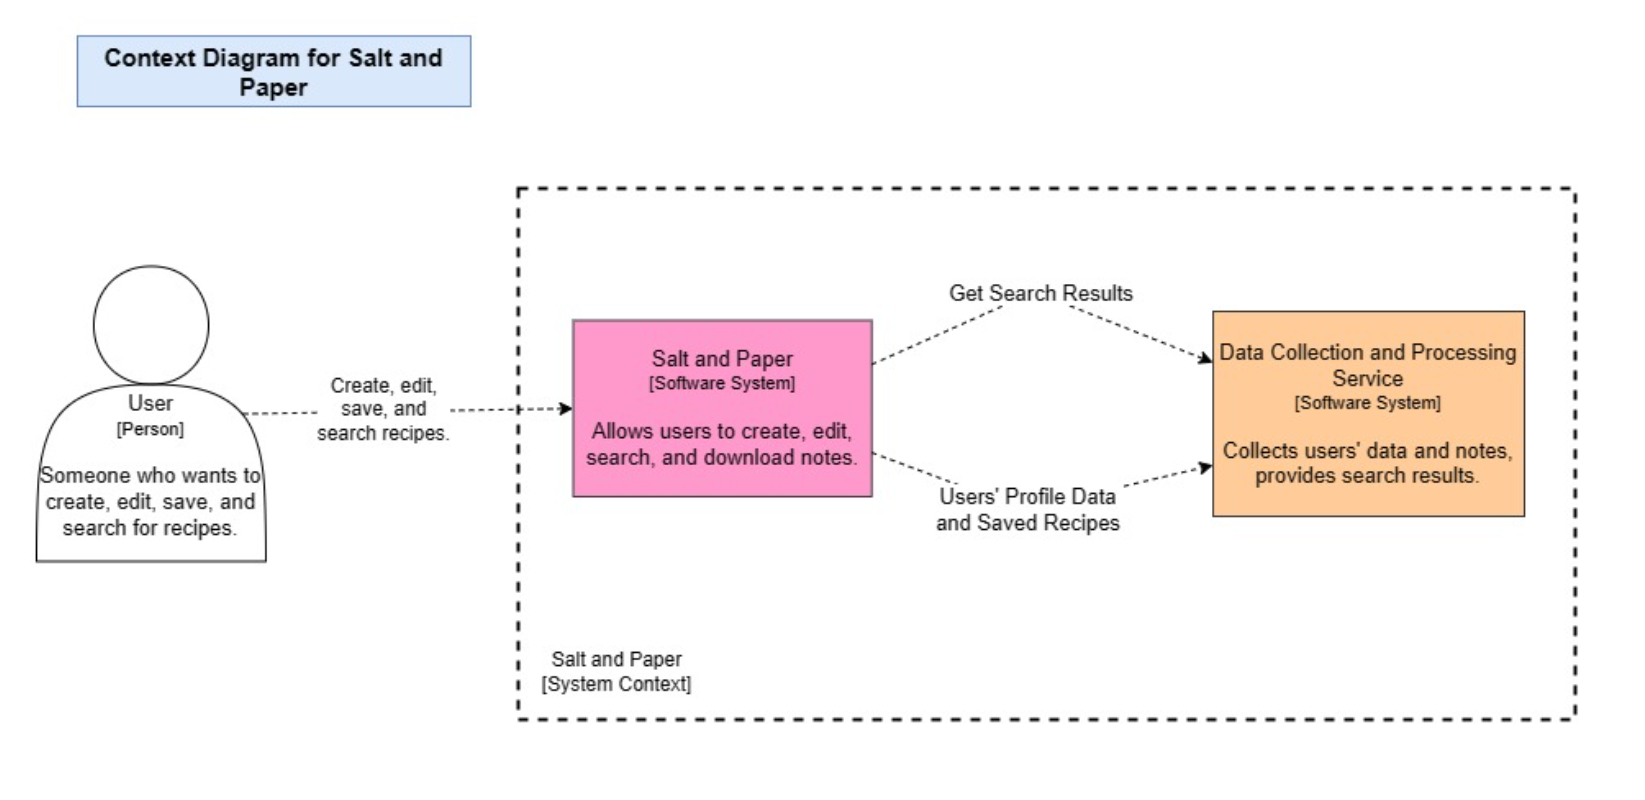 Context Diagram for Salt and
Paper
User
[Person]
Someone who wants to
create, edit, save, and
search for recipes.
Create, edit,
save, and
search recipes.
Salt and Paper
[Software System]
Allows users to create, edit,
search, and download notes.
Get Search Results
Users' Profile Data
and Saved Recipes
Data Collection and Processing
Service
[Software System]
Collects users' data and notes,
provides search results.
Salt and Paper
[System Context]